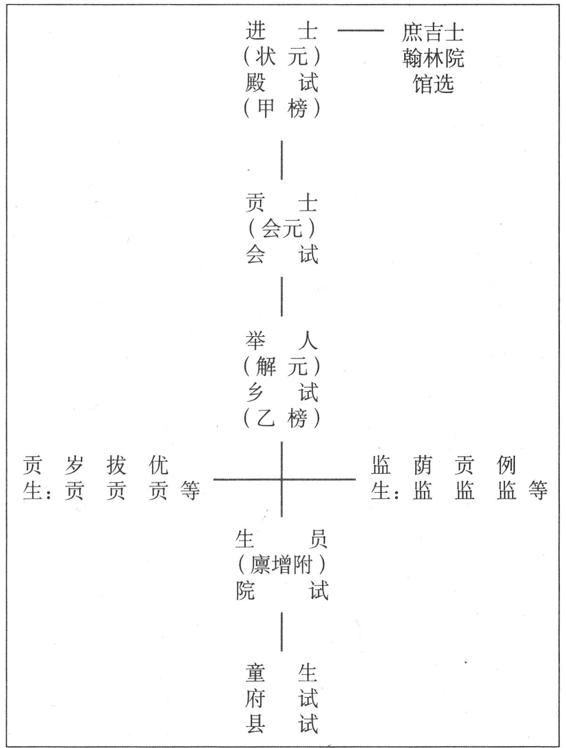 进士
(状元)
殿试
(甲榜)
庶吉士
翰林院
馆选
贡士
(会元)
会试
举人
(解元)
乡试
(乙榜)
贡 岁 拔 优
生: 贡 贡 贡 等
监 荫 贡 例
生: 监 监 监 等
生员
(廪增附)
院试
童生
府试
县试